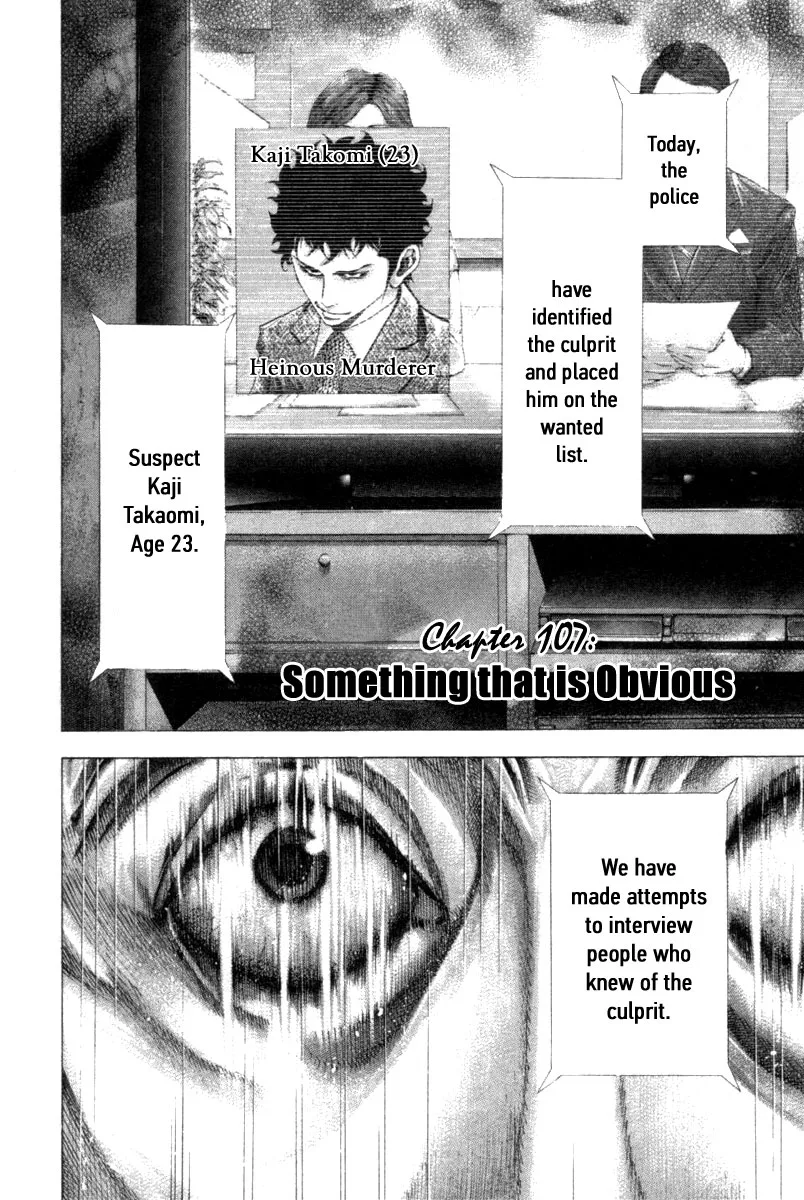 Today,
the
police
have
identified
the culprit
and placed
him on the
wanted
list.
Kaji Takomi (23)
Heinous Murderer
Suspect
Kaji
Takaomi,
Age 23.
Chapter 107:
Something that is Obvious
We have
made attempts
to interview
people who
knew of the
culprit.